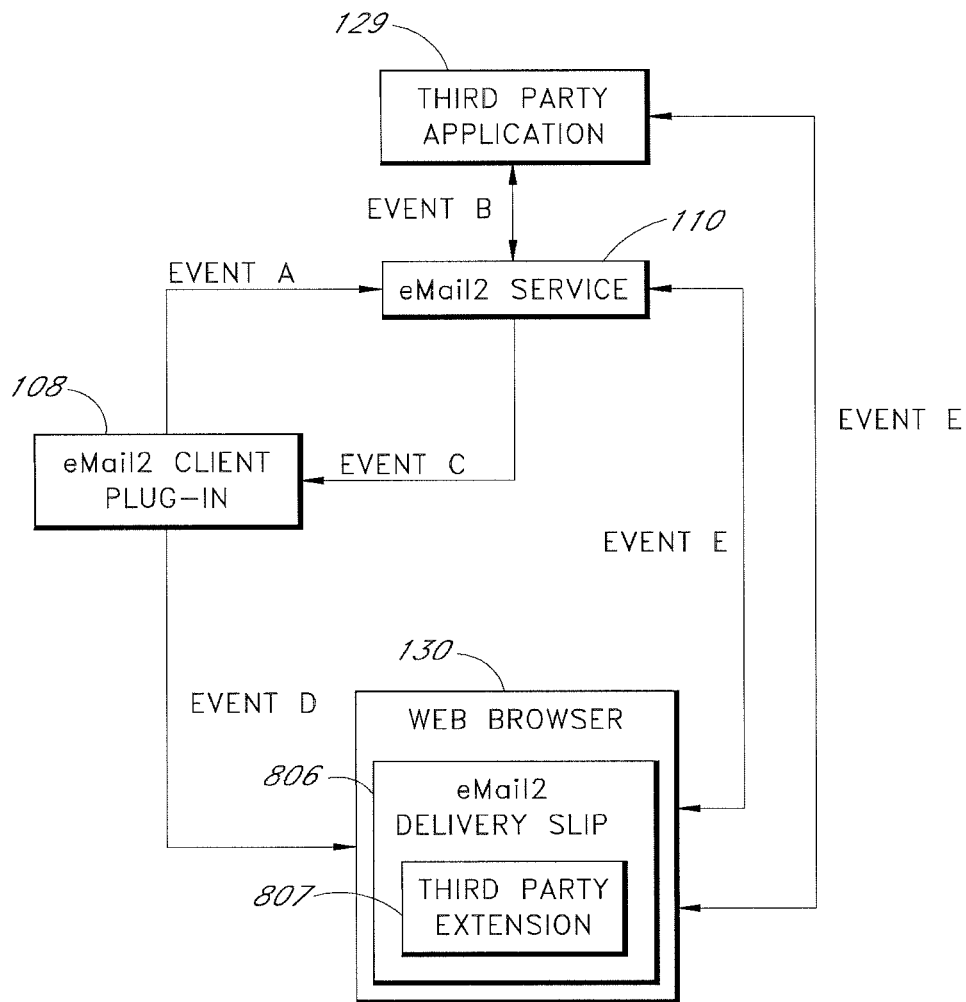 129
THIRD PARTY
APPLICATION
EVENT B
110
EVENT A
eMail2 SERVICE
108
EVENT E
eMail2 CLIENT
PLUG-IN
EVENT C
EVENT E
130
EVENT D
WEB BROWSER
806
eMail2
DELIVERY SLIP
807
THIRD PARTY
EXTENSION